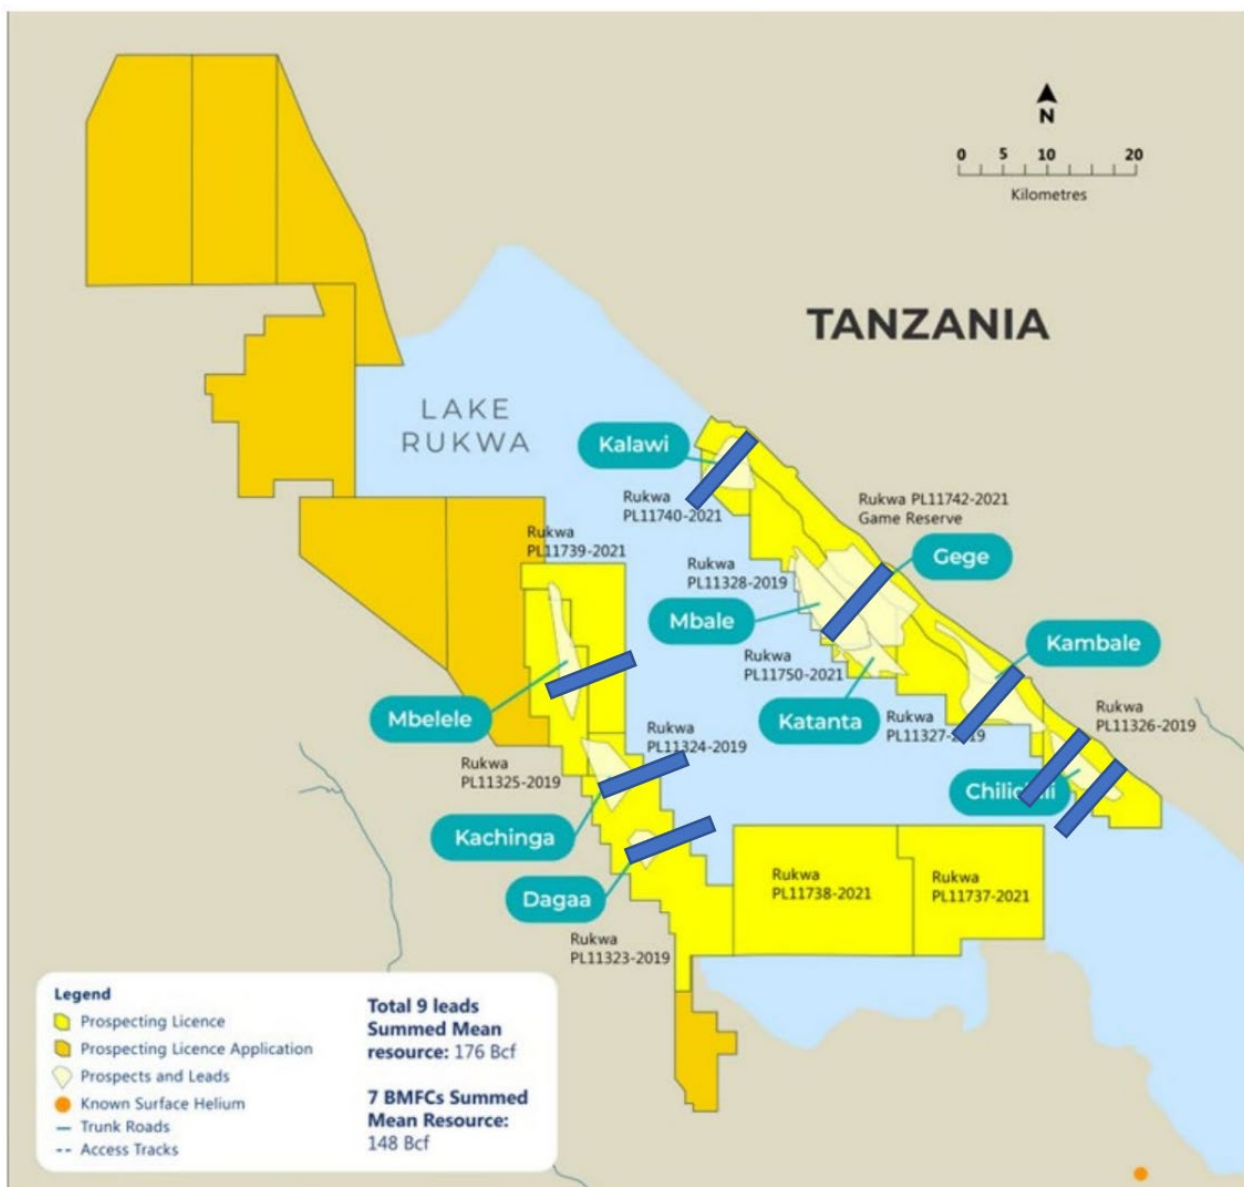 N
0 5 10 20
Kilometres
TANZANIA
LAKE
RUKWA
Kalawi
Rukwa
PL11740-2021
Rukwa PL11742-2021
Game Reserve
Rukwa
PL11739-2021
Gege
Rukwa
PL11328-2019
Mbale
Kambale
Rukwa
PL11750-2021
Mbelele
Katanta
Rukwa
PL11327-2019
Rukwa
PL11326-2019
Rukwa
PL11324-2019
Rukwa
PL11325-2019
Kachinga
Rukwa
PL11738-2021
Rukwa
PL11737-2021
Dagaa
Rukwa
PL11323-2019
Legend
Prospecting Licence
Prospecting Licence Application
Prospects and Leads
Known Surface Helium
Trunk Roads
Access Tracks
Total 9 leads
Summed Mean
resource: 176 Bcf
7 BMFCs Summed
Mean Resource:
148 Bcf